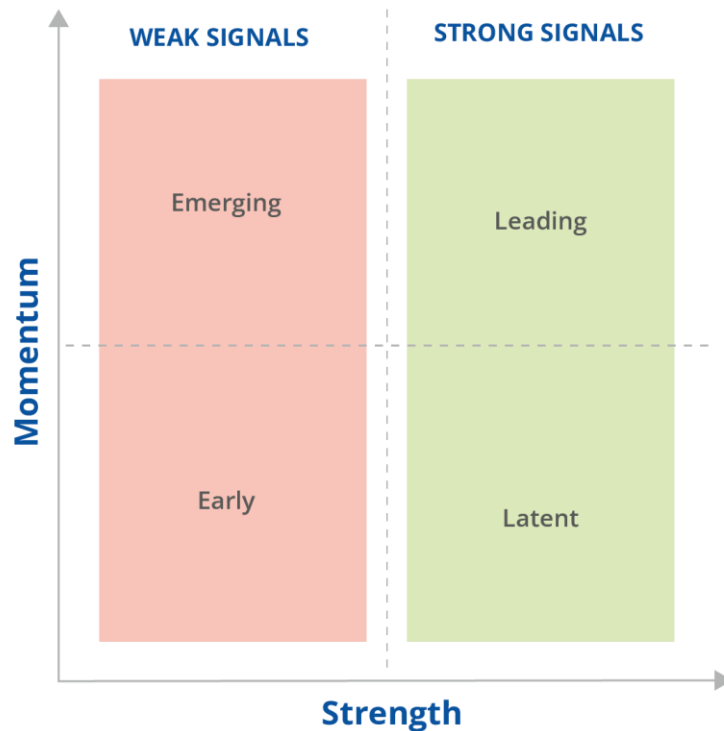 WEAK SIGNALS
STRONG SIGNALS
Emerging
Leading
Momentum
Early
Latent
Strength